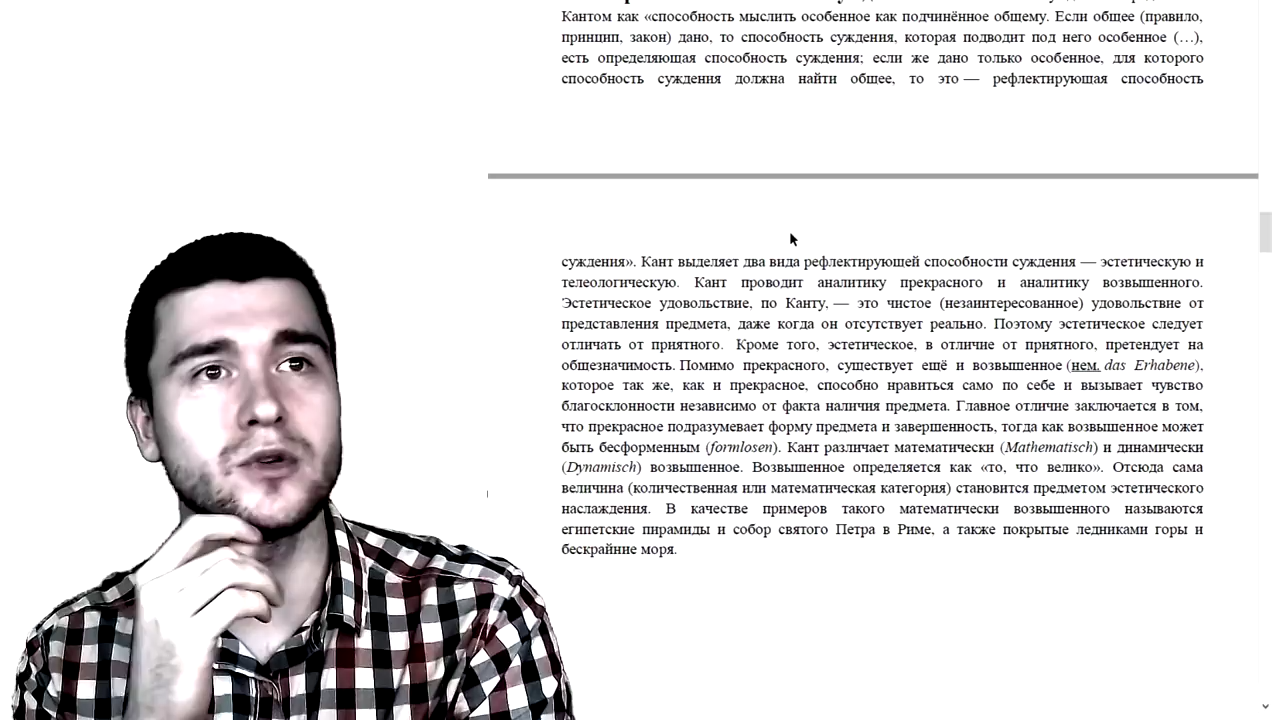 Кантом как «способность мыслить особенное как подчинённое общему. Если общее (правило,
принцип, закон) дано, то способность суждения, которая подводит под него особенное (…),
есть определяющая способность суждения; если же дано только особенное, для которого
способность суждения должна найти общее, то это — рефлектирующая способность
суждения». Кант выделяет два вида рефлектирующей способности суждения — эстетическую и
телеологическую. Кант проводит аналитику прекрасного и аналитику возвышенного.
Эстетическое удовольствие, по Канту, — это чистое (незаинтересованное) удовольствие от
представления предмета, даже когда он отсутствует реально. Поэтому эстетическое следует
отличать от приятного. Кроме того, эстетическое, в отличие от приятного, претендует на
общезначимость. Помимо прекрасного, существует ещё и возвышенное (нем. das Erhabene),
которое так же, как и прекрасное, способно нравиться само по себе и вызывает чувство
благосклонности независимо от факта наличия предмета. Главное отличие заключается в том,
что прекрасное подразумевает форму предмета и завершенность, тогда как возвышенное может
быть бесформенным (formlosen). Кант различает математически (Mathematisch) и динамически
(Dynamisch) возвышенное. Возвышенное определяется как «то, что велико». Отсюда сама
величина (количественная или математическая категория) становится предметом эстетического
наслаждения. В качестве примеров такого математически возвышенного называются
египетские пирамиды и собор святого Петра в Риме, а также покрытые ледниками горы и
бескрайние моря.